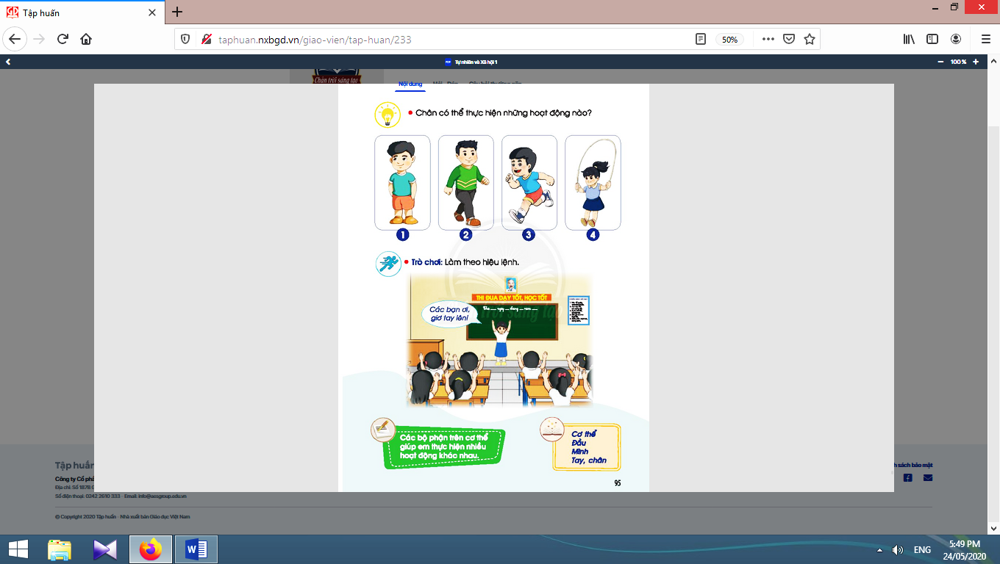 Tập huấn
taphuan.nxbgd.vn/giao-vien/tap-huan/233
50%
PDF
Tự nhiên và Xã hội 1
100 %
Chân trời sáng tạo
Nội dung
Chân có thể thực hiện những hoạt động nào?
1
2
3
4
Trò chơi: Làm theo hiệu lệnh.
THI ĐUA DẠY TỐT, HỌC TỐT
Thứ ... ngày ... tháng ... năm ...
Các bạn ơi,
giơ tay lên!
Các bộ phận trên cơ thể
giúp em thực hiện nhiều
hoạt động khác nhau.
Cơ thể
Đầu
Mình
Tay, chân
95
Tập huấn
Công ty Cổ phầ
Địa chỉ: Số 187B G
Số điện thoại: 0242 2610 333 - Email: info@aesgroup.edu.vn
h sách bảo mật
© Copyright 2020 Tập huấn - Nhà xuất bản Giáo dục Việt Nam
ENG
5:49 PM
24/05/2020